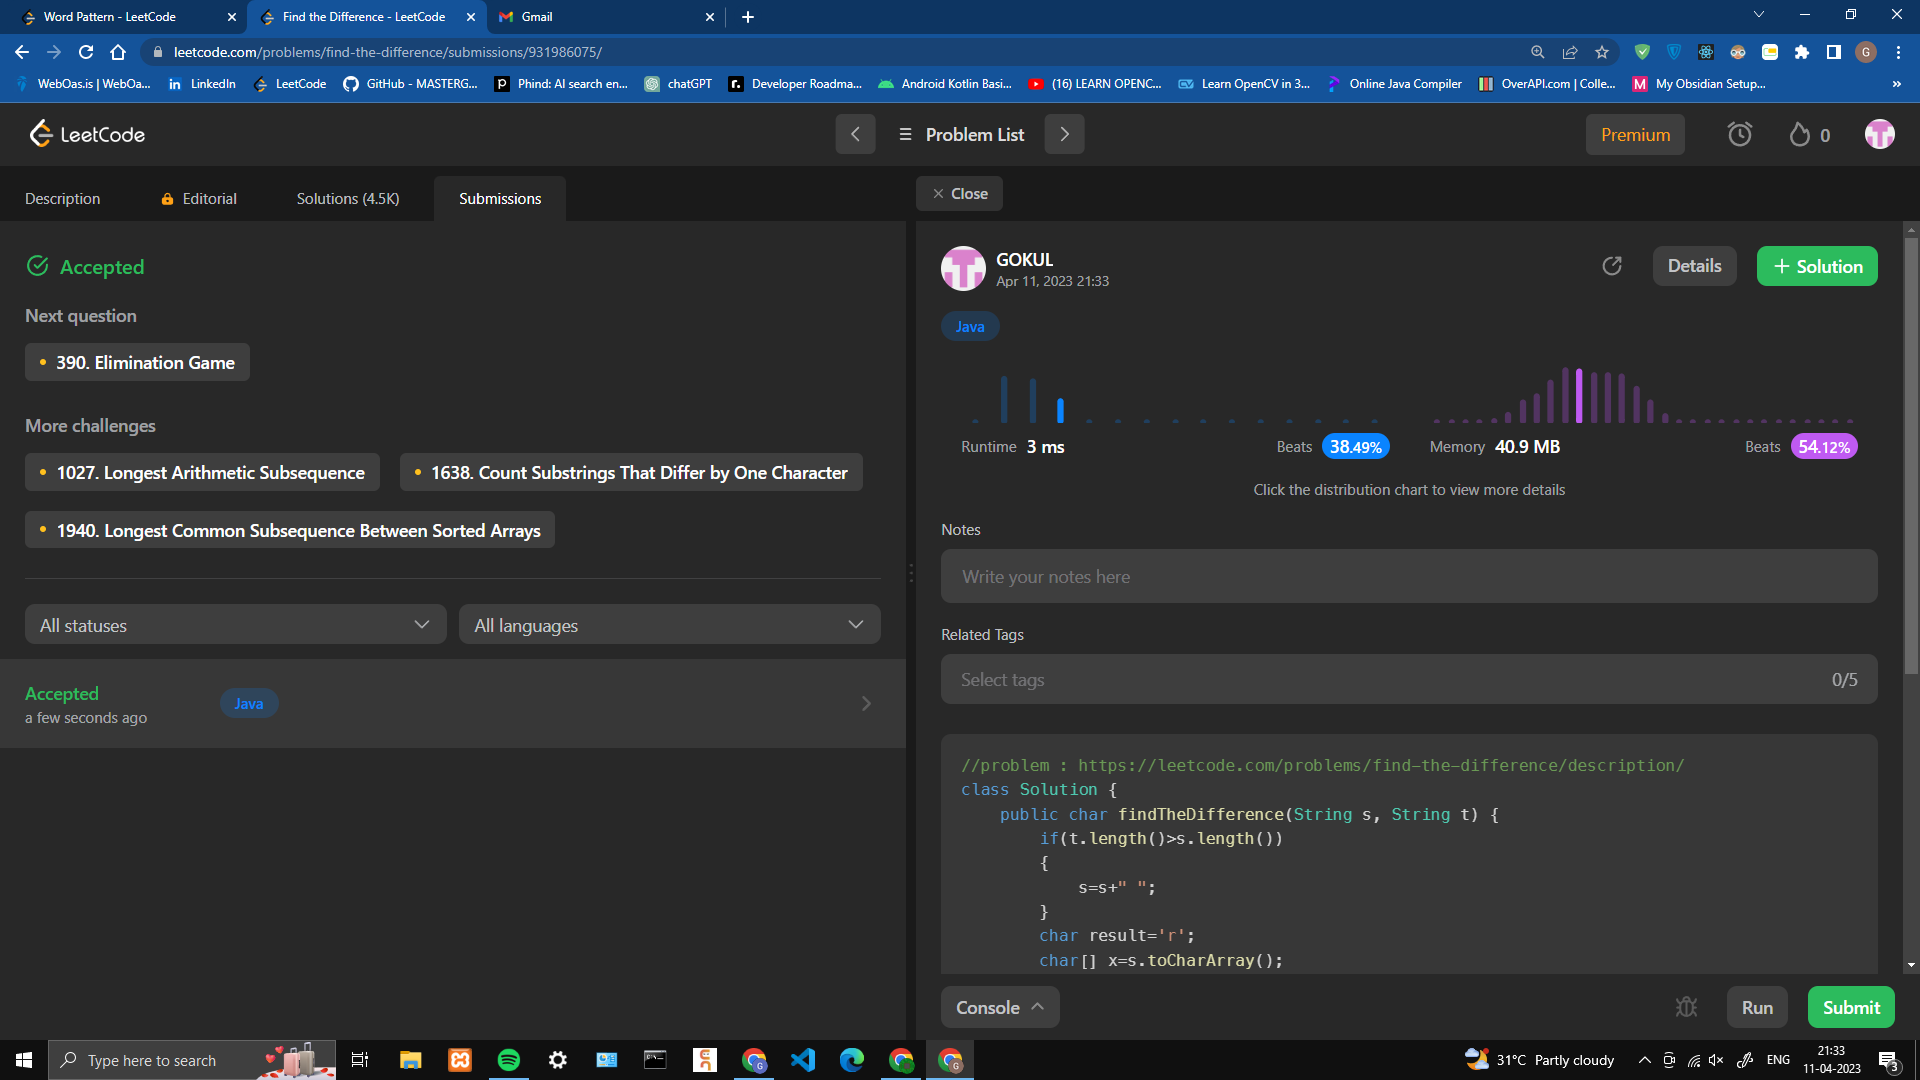 Word Pattern - LeetCode
Find the Difference - LeetCode
Gmail
leetcode.com/problems/find-the-difference/submissions/931986075/
G
WebOas.is | WebOa...
LinkedIn
LeetCode
GitHub - MASTERG...
Phind: AI search en...
chatGPT
Developer Roadma...
Android Kotlin Basi...
(16) LEARN OPENC...
Learn OpenCV in 3...
Online Java Compiler
OverAPI.com | Colle...
My Obsidian Setup...
»
LeetCode
Problem List
Premium
0
Description
Editorial
Solutions (4.5K)
Submissions
Close
Accepted
Next question
390. Elimination Game
More challenges
1027. Longest Arithmetic Subsequence
1638. Count Substrings That Differ by One Character
1940. Longest Common Subsequence Between Sorted Arrays
All statuses
All languages
Accepted
a few seconds ago
Java
GOKUL
Apr 11, 2023 21:33
Details
+ Solution
Java
Runtime 3 ms
Beats 38.49%
Memory 40.9 MB
Beats 54.12%
Click the distribution chart to view more details
Notes
Write your notes here
Related Tags
Select tags
0/5
//problem : https://leetcode.com/problems/find-the-difference/description/
class Solution {
    public char findTheDifference(String s, String t) {
        if(t.length()>s.length())
        {
            s=s+" ";
        }
        char result='r';
        char[] x=s.toCharArray();
Console
Run
Submit
Type here to search
31°C Partly cloudy
ENG
21:33
11-04-2023
3